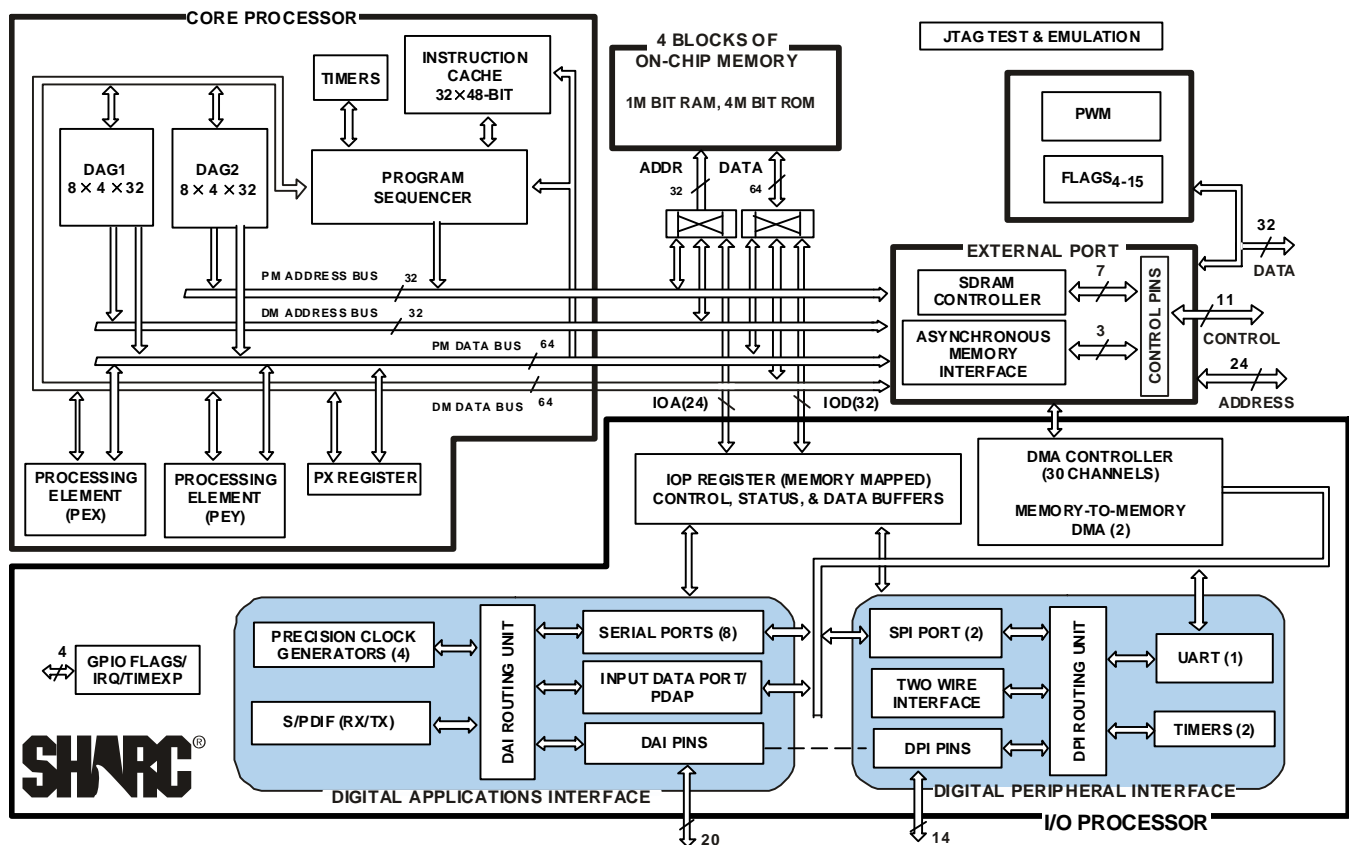 CORE PROCESSOR
TIMERS
INSTRUCTION
CACHE
32×48-BIT
DAG1
8×4×32
DAG2
8×4×32
PROGRAM
SEQUENCER
PM ADDRESS BUS
32
DM ADDRESS BUS
32
PM DATA BUS
64
DM DATA BUS
64
PROCESSING
ELEMENT
(PEX)
PROCESSING
ELEMENT
(PEY)
PX REGISTER
4 BLOCKS OF
ON-CHIP MEMORY
1M BIT RAM, 4M BIT ROM
ADDR
32
DATA
64
IOA(24)
IOD(32)
JTAG TEST & EMULATION
PWM
FLAGS4-15
EXTERNAL PORT
SDRAM
CONTROLLER
7
ASYNCHRONOUS
MEMORY
INTERFACE
3
CONTROL PINS
32
DATA
11
CONTROL
24
ADDRESS
IOP REGISTER (MEMORY MAPPED)
CONTROL, STATUS, & DATA BUFFERS
DMA CONTROLLER
(30 CHANNELS)
MEMORY-TO-MEMORY
DMA (2)
4
GPIO FLAGS/
IRQ/TIMEXP
PRECISION CLOCK
GENERATORS (4)
S/PDIF (RX/TX)
DAI ROUTING UNIT
SERIAL PORTS (8)
INPUT DATA PORT/
PDAP
DAI PINS
DIGITAL APPLICATIONS INTERFACE
20
SPI PORT (2)
TWO WIRE
INTERFACE
DPI PINS
DPI ROUTING UNIT
UART (1)
TIMERS (2)
DIGITAL PERIPHERAL INTERFACE
14
I/O PROCESSOR
SHARC®